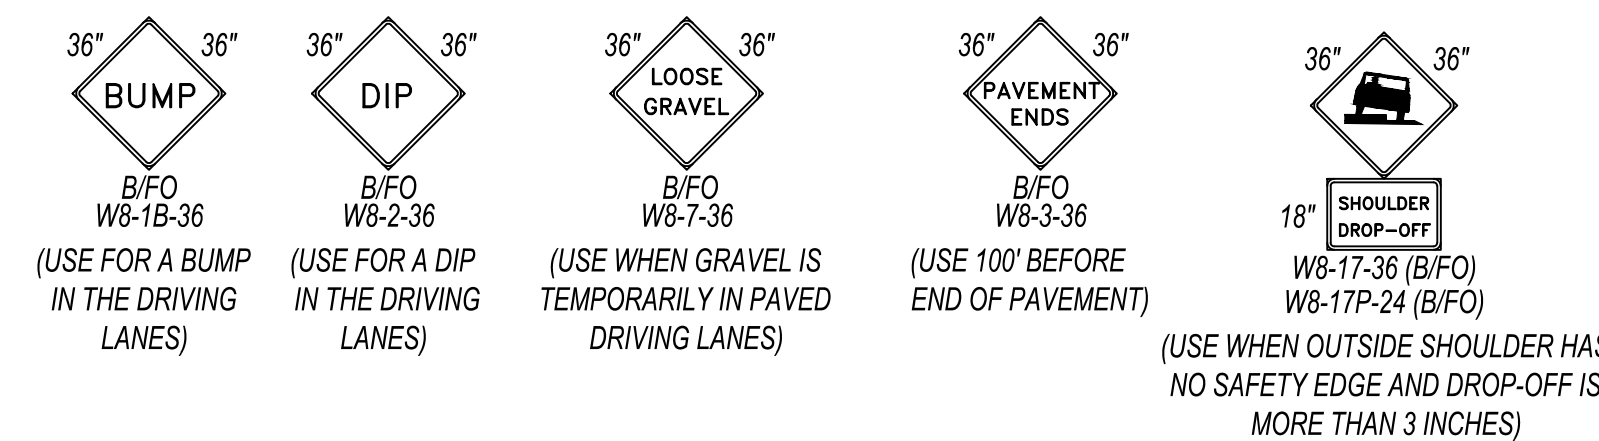 36" 36"
BUMP
B/FO
W8-1B-36
(USE FOR A BUMP
IN THE DRIVING
LANES)
36" 36"
DIP
B/FO
W8-2-36
(USE FOR A DIP
IN THE DRIVING
LANES)
36" 36"
LOOSE
GRAVEL
B/FO
W8-7-36
(USE WHEN GRAVEL IS
TEMPORARILY IN PAVED
DRIVING LANES)
36" 36"
PAVEMENT
ENDS
B/FO
W8-3-36
(USE 100' BEFORE
END OF PAVEMENT)
36" 36"
18"
SHOULDER
DROP-OFF
W8-17-36 (B/FO)
W8-17P-24 (B/FO)
(USE WHEN OUTSIDE SHOULDER HAS
NO SAFETY EDGE AND DROP-OFF IS
MORE THAN 3 INCHES)